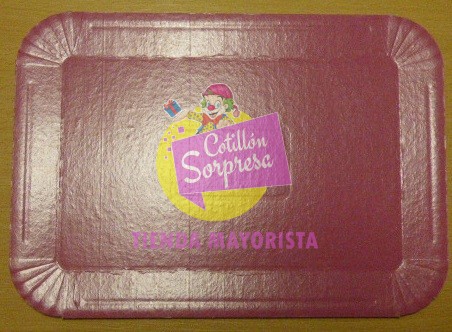 Cotillón
Sorpresa
TIENDA MAYORISTA